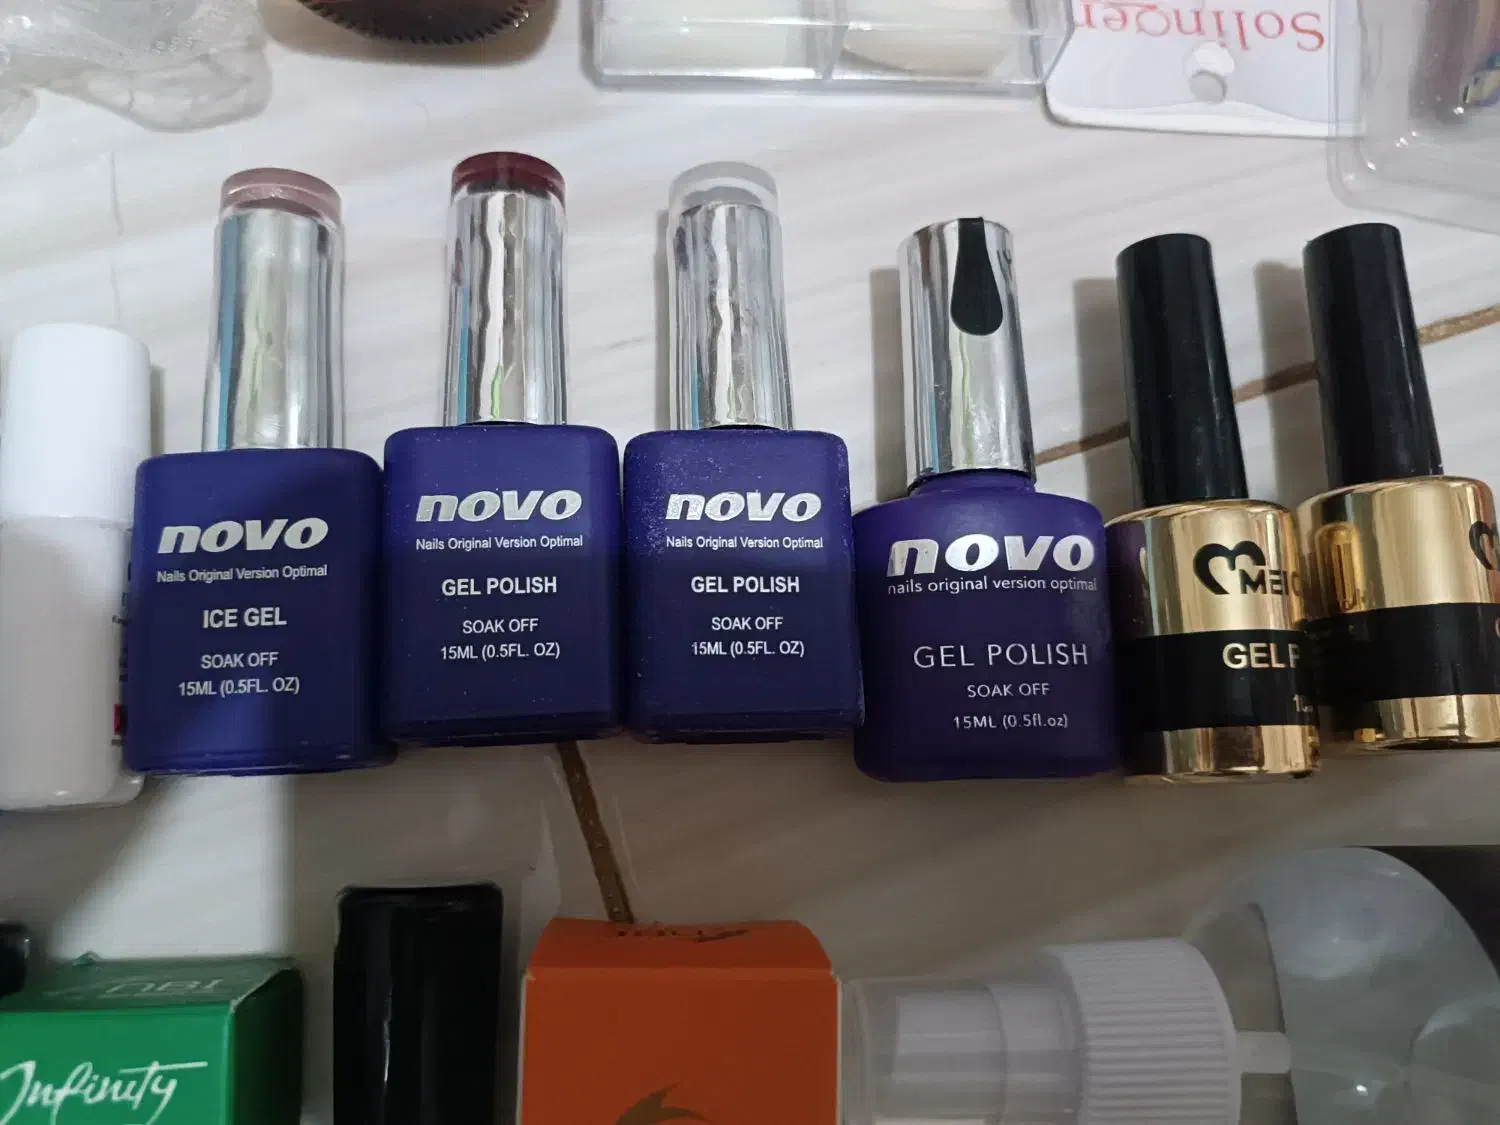 Solinger
novo
Nails Original Version Optimal
ICE GEL
SOAK OFF
15ML (0.5FL. OZ)
novo
Nails Original Version Optimal
GEL POLISH
SOAK OFF
15ML (0.5FL. OZ)
novo
Nails Original Version Optimal
GEL POLISH
SOAK OFF
15ML (0.5FL. OZ)
novo
nails original version optimal
GEL POLISH
SOAK OFF
15ML (0.5fl.oz)
GEL P
Infinity